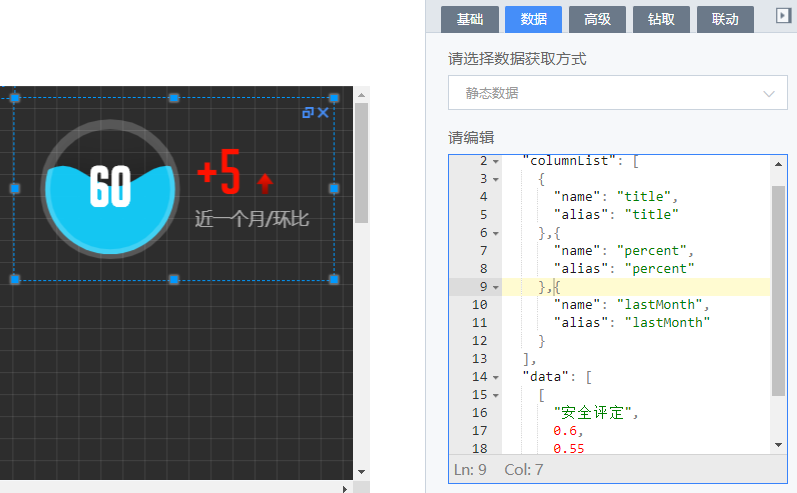 基础 数据 高级 钻取 联动
请选择数据获取方式
静态数据
请编辑
60
+5
近一个月/环比
2 "columnList": [
3 {
4 "name": "title",
5 "alias": "title"
6 },{
7 "name": "percent",
8 "alias": "percent"
9 },{
10 "name": "lastMonth",
11 "alias": "lastMonth"
12 }
13 ],
14 "data": [
15 [
16 "安全评定",
17 0.6,
18 0.55
Ln: 9 Col: 7